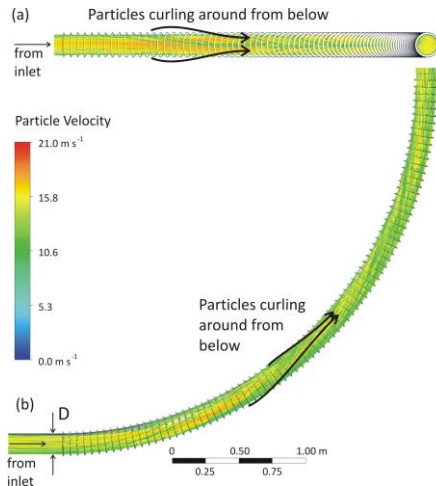 (a)
Particles curling around from below
from
inlet
Particle Velocity
21.0 m s⁻¹
15.8
10.6
5.3
0.0 m s⁻¹
Particles curling
around from
below
(b)
D
from
inlet
0 0.50 1.00 m
0.25 0.75